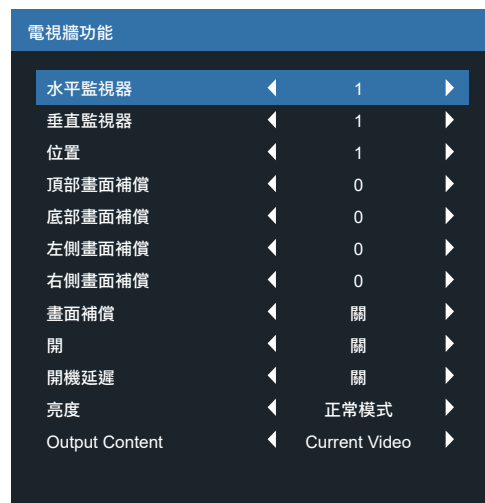 電視牆功能
水平監視器 1
垂直監視器 1
位置 1
頂部畫面補償 0
底部畫面補償 0
左側畫面補償 0
右側畫面補償 0
畫面補償 關
開 關
開機延遲 關
亮度 正常模式
Output Content Current Video